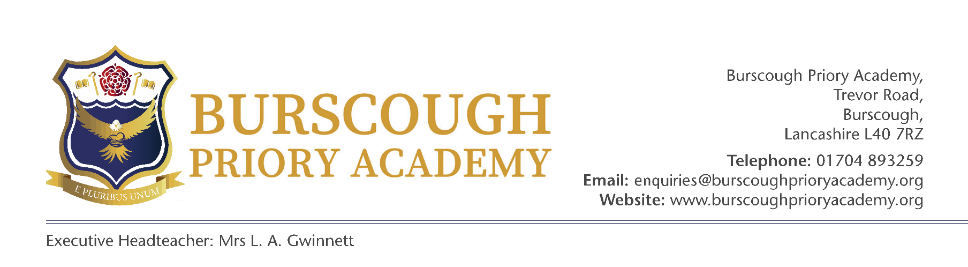 E PLURIBUS UNUM
BURSCOUGH
PRIORY ACADEMY
Burscough Priory Academy,
Trevor Road,
Burscough,
Lancashire L40 7RZ
Telephone: 01704 893259
Email: enquiries@burscoughprioryacademy.org
Website: www.burscoughprioryacademy.org
Executive Headteacher: Mrs L. A. Gwinnett